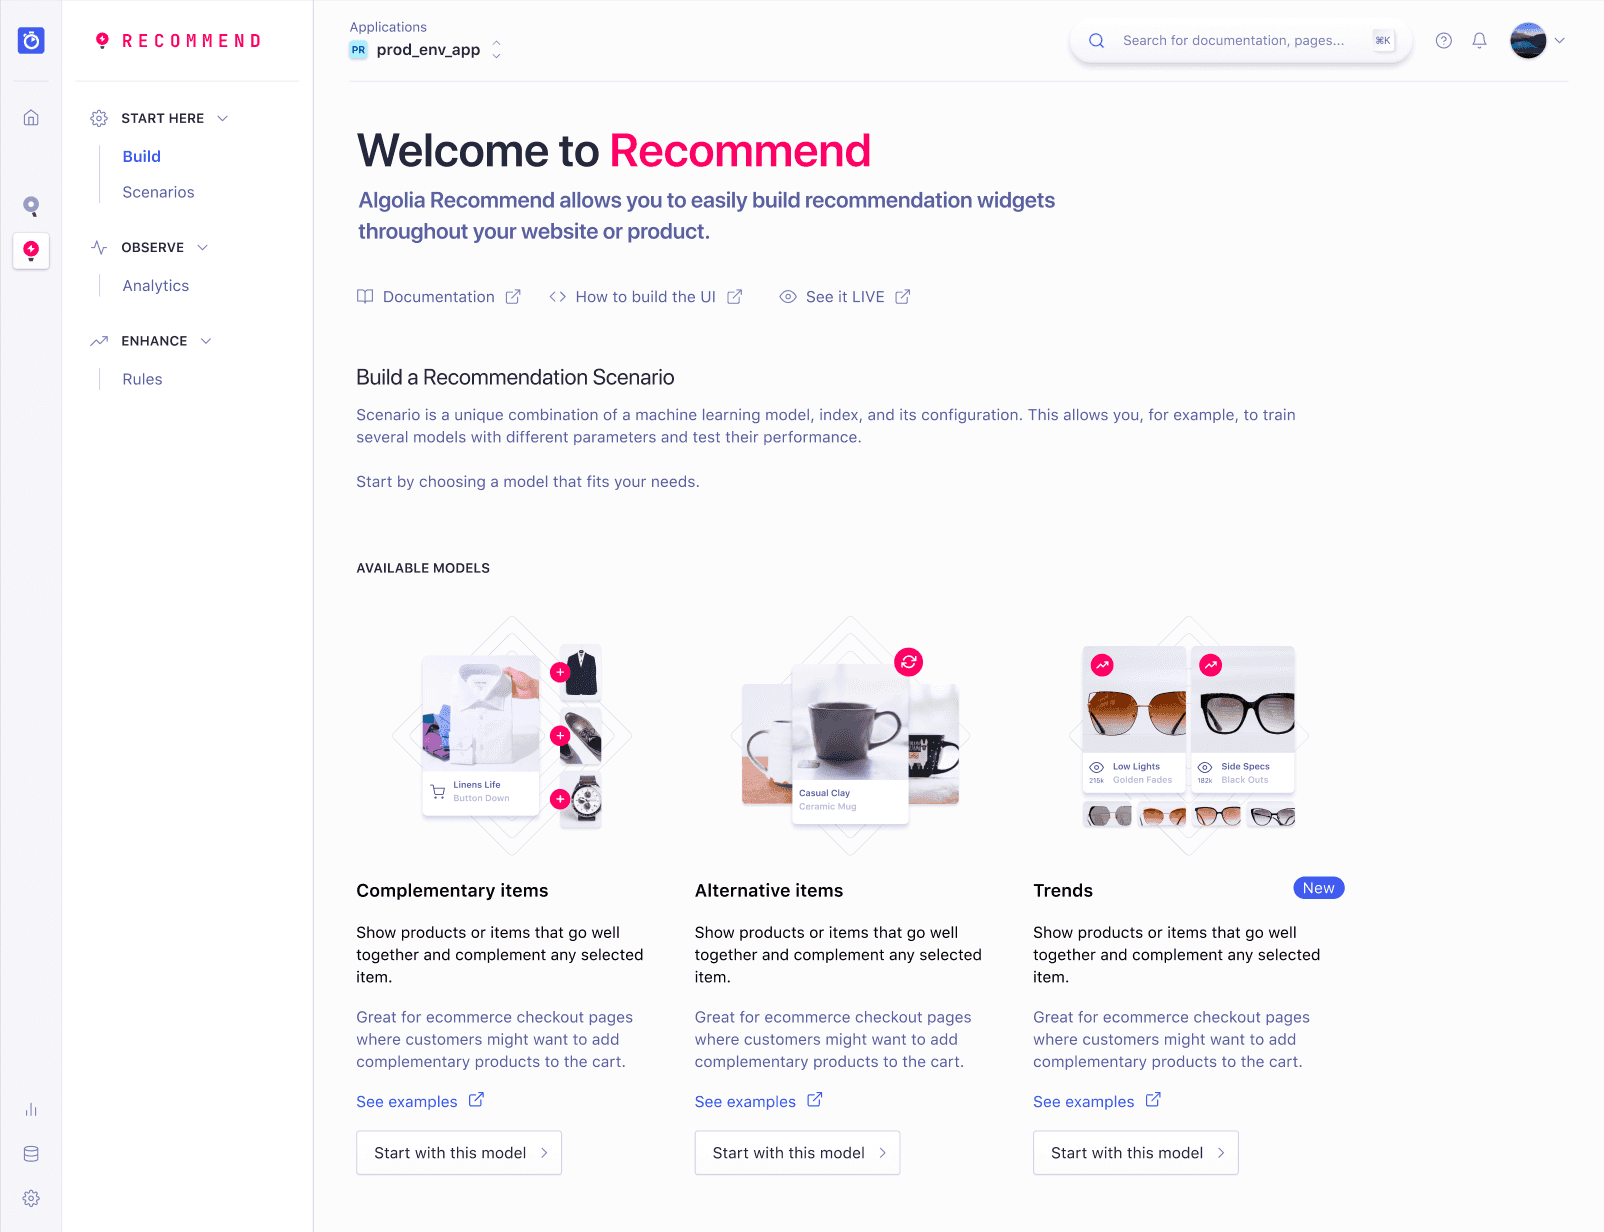 RECOMMEND
START HERE
Build
Scenarios
OBSERVE
Analytics
ENHANCE
Rules
Applications
PR prod_env_app
Search for documentation, pages... ⌘K
Welcome to Recommend
Algolia Recommend allows you to easily build recommendation widgets
throughout your website or product.
Documentation
How to build the UI
See it LIVE
Build a Recommendation Scenario
Scenario is a unique combination of a machine learning model, index, and its configuration. This allows you, for example, to train
several models with different parameters and test their performance.
Start by choosing a model that fits your needs.
AVAILABLE MODELS
Linens Life
Button Down
Complementary items
Show products or items that go well
together and complement any selected
item.
Great for ecommerce checkout pages
where customers might want to add
complementary products to the cart.
See examples
Start with this model
Casual Clay
Ceramic Mug
Alternative items
Show products or items that go well
together and complement any selected
item.
Great for ecommerce checkout pages
where customers might want to add
complementary products to the cart.
See examples
Start with this model
215k
Low Lights
Golden Fades
182k
Side Specs
Black Outs
Trends
New
Show products or items that go well
together and complement any selected
item.
Great for ecommerce checkout pages
where customers might want to add
complementary products to the cart.
See examples
Start with this model